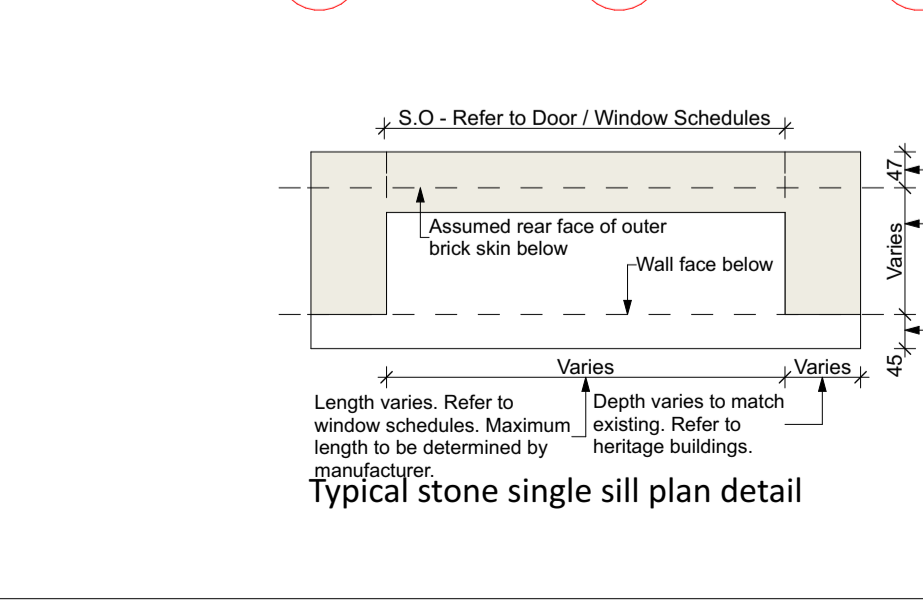 S.O - Refer to Door / Window Schedules
47
Assumed rear face of outer
brick skin below
Wall face below
Varies
45
Varies
Varies
Length varies. Refer to
window schedules. Maximum
length to be determined by
manufacturer.
Depth varies to match
existing. Refer to
heritage buildings.
Typical stone single sill plan detail